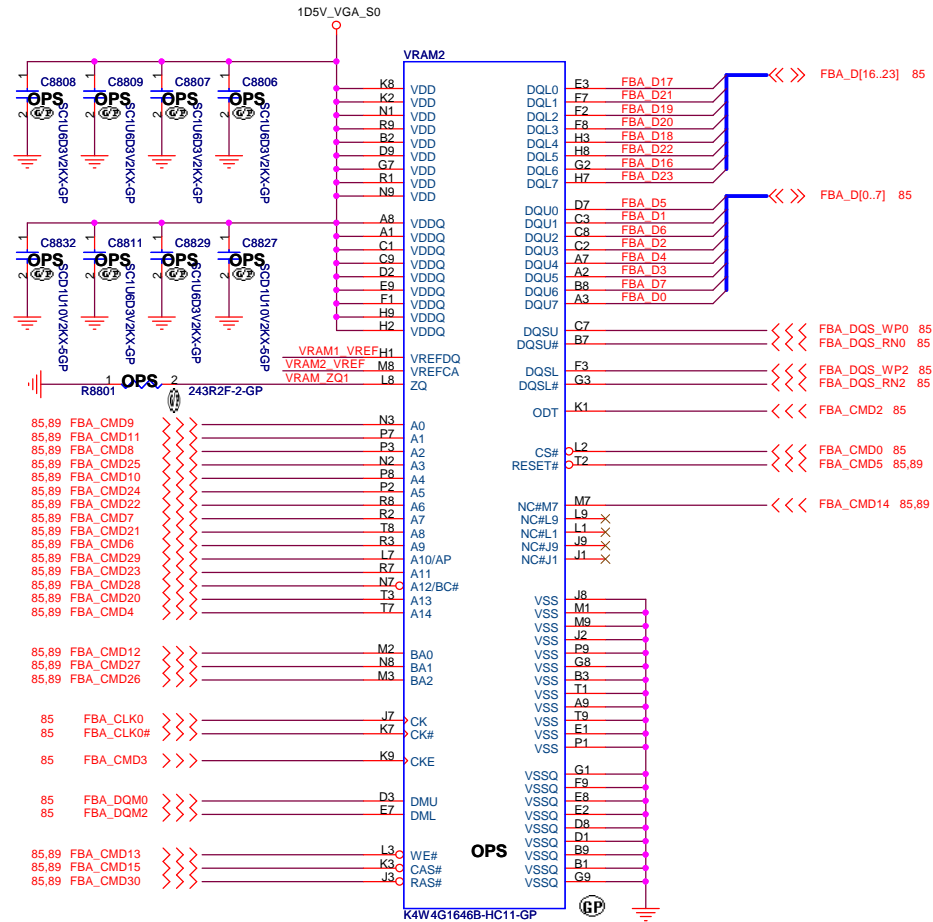 1D5V_VGA_S0
VRAM2
C8808 C8809 C8807 C8806
1 1 1 1
OPS OPS OPS OPS
2 2 2 2
G/P G/P G/P G/P
SC1U6D3V2KX-GP SC1U6D3V2KX-GP SC1U6D3V2KX-GP SC1U6D3V2KX-GP
C8832 C8811 C8829 C8827
1 1 1 1
OPS OPS OPS OPS
2 2 2 2
G/P G/P G/P G/P
SCD1U10V2KX-5GP SC1U6D3V2KX-GP SC1U6D3V2KX-GP SCD1U10V2KX-5GP
K8 VDD
K2 VDD
N1 VDD
R9 VDD
B2 VDD
D9 VDD
G7 VDD
R1 VDD
N9 VDD
A8 VDDQ
A1 VDDQ
C1 VDDQ
C9 VDDQ
D2 VDDQ
E9 VDDQ
F1 VDDQ
H9 VDDQ
H2 VDDQ
VRAM1_VREF H1 VREFDQ
VRAM2_VREF M8 VREFCA
VRAM_ZQ1 L8 ZQ
R8801 1 OPS 2 243R2F-2-GP
85,89 FBA_CMD9 N3 A0
85,89 FBA_CMD11 P7 A1
85,89 FBA_CMD8 P3 A2
85,89 FBA_CMD25 N2 A3
85,89 FBA_CMD10 P8 A4
85,89 FBA_CMD24 P2 A5
85,89 FBA_CMD22 R8 A6
85,89 FBA_CMD7 R2 A7
85,89 FBA_CMD21 T8 A8
85,89 FBA_CMD6 R3 A9
85,89 FBA_CMD29 L7 A10/AP
85,89 FBA_CMD23 R7 A11
85,89 FBA_CMD28 N7 A12/BC#
85,89 FBA_CMD20 T3 A13
85,89 FBA_CMD4 T7 A14
85,89 FBA_CMD12 M2 BA0
85,89 FBA_CMD27 N8 BA1
85,89 FBA_CMD26 M3 BA2
85 FBA_CLK0 J7 CK
85 FBA_CLK0# K7 CK#
85 FBA_CMD3 K9 CKE
85 FBA_DQM0 D3 DMU
85 FBA_DQM2 E7 DML
85,89 FBA_CMD13 L3 WE#
85,89 FBA_CMD15 K3 CAS#
85,89 FBA_CMD30 J3 RAS#
DQL0 E3 FBA_D17
DQL1 F7 FBA_D21
DQL2 F2 FBA_D19
DQL3 F8 FBA_D20
DQL4 H3 FBA_D18
DQL5 H8 FBA_D22
DQL6 G2 FBA_D16
DQL7 H7 FBA_D23
FBA_D[16..23] 85
DQU0 D7 FBA_D5
DQU1 C3 FBA_D1
DQU2 C8 FBA_D6
DQU3 C2 FBA_D2
DQU4 A7 FBA_D4
DQU5 A2 FBA_D3
DQU6 B8 FBA_D7
DQU7 A3 FBA_D0
FBA_D[0..7] 85
DQSU C7 FBA_DQS_WP0 85
DQSU# B7 FBA_DQS_RN0 85
DQSL F3 FBA_DQS_WP2 85
DQSL# G3 FBA_DQS_RN2 85
ODT K1 FBA_CMD2 85
CS# L2 FBA_CMD0 85
RESET# T2 FBA_CMD5 85,89
NC#M7 M7 FBA_CMD14 85,89
NC#L9 L9
NC#L1 L1
NC#J9 J9
NC#J1 J1
VSS J8
VSS M1
VSS M9
VSS J2
VSS P9
VSS G8
VSS B3
VSS T1
VSS A9
VSS T9
VSS E1
VSS P1
VSSQ G1
VSSQ F9
VSSQ E8
VSSQ E2
VSSQ D8
VSSQ D1
VSSQ B9
VSSQ B1
VSSQ G9
OPS
GP
K4W4G1646B-HC11-GP